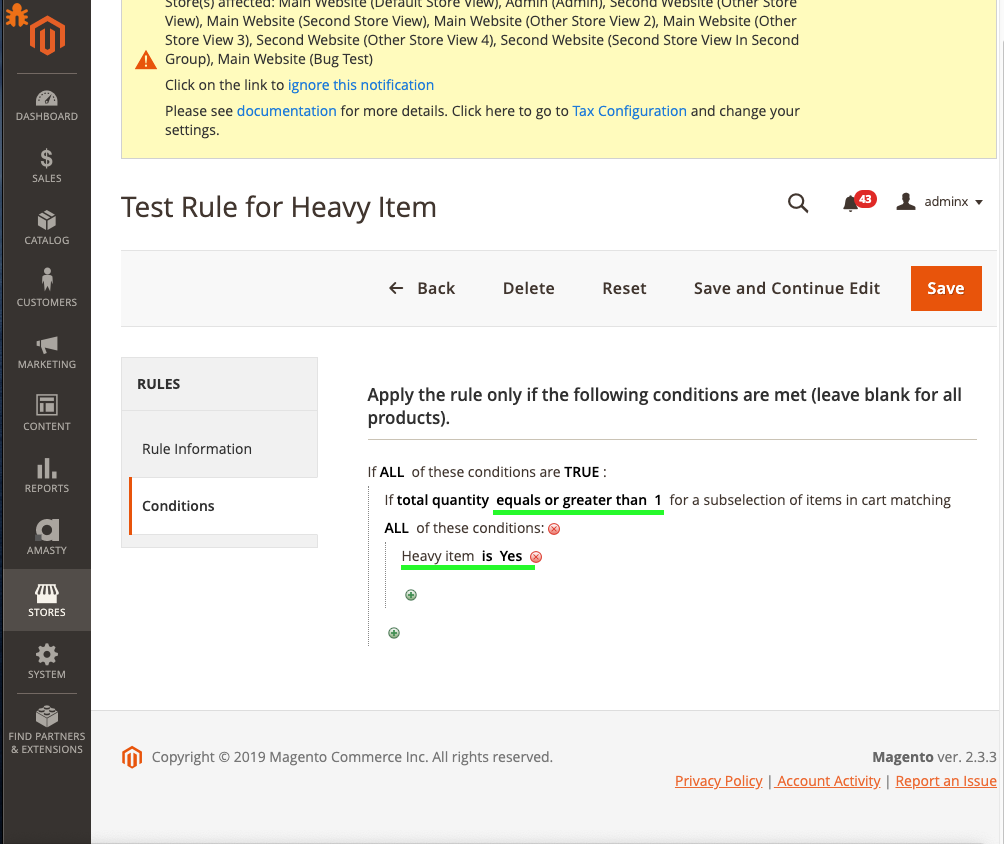 Store(s) affected: Main Website (Default Store View), Admin (Admin), Second Website (Other Store
View), Main Website (Second Store View), Main Website (Other Store View 2), Main Website (Other
Store View 3), Second Website (Other Store View 4), Second Website (Second Store View In Second
Group), Main Website (Bug Test)
Click on the link to ignore this notification
Please see documentation for more details. Click here to go to Tax Configuration and change your
settings.
DASHBOARD
SALES
CATALOG
CUSTOMERS
MARKETING
CONTENT
REPORTS
AMASTY
STORES
SYSTEM
FIND PARTNERS
& EXTENSIONS
Test Rule for Heavy Item
43
adminx
Back
Delete
Reset
Save and Continue Edit
Save
RULES
Rule Information
Conditions
Apply the rule only if the following conditions are met (leave blank for all
products).
If ALL of these conditions are TRUE :
If total quantity equals or greater than 1 for a subselection of items in cart matching
ALL of these conditions:
Heavy item is Yes
Copyright © 2019 Magento Commerce Inc. All rights reserved.
Magento ver. 2.3.3
Privacy Policy | Account Activity | Report an Issue